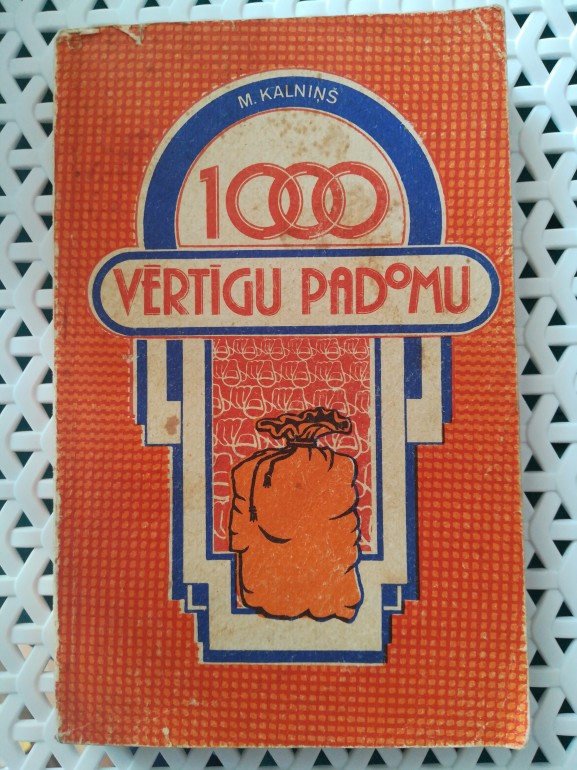 M. KALNIŅŠ
1000
VĒRTĪGU PADOMU